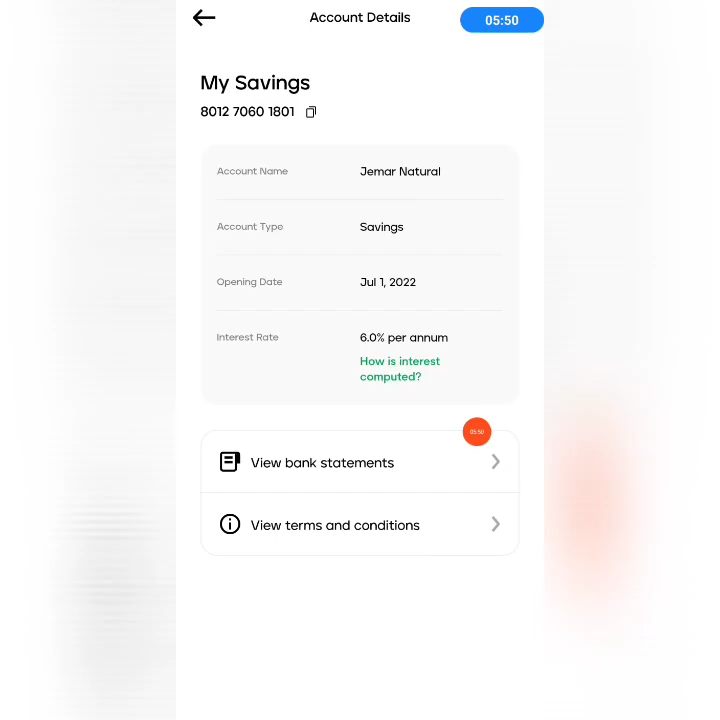 Account Details
05:50
My Savings
8012 7060 1801
Account Name
Jemar Natural
Account Type
Savings
Opening Date
Jul 1, 2022
Interest Rate
6.0% per annum
How is interest
computed?
05:50
View bank statements
View terms and conditions